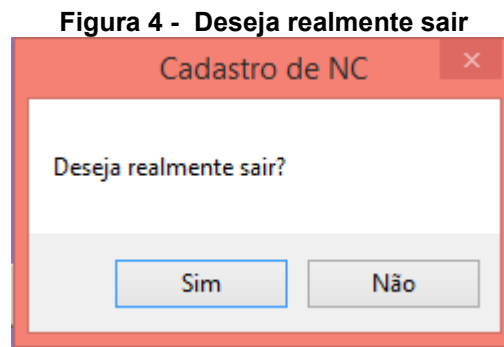 Figura 4 - Deseja realmente sair
Cadastro de NC
Deseja realmente sair?
Sim Não